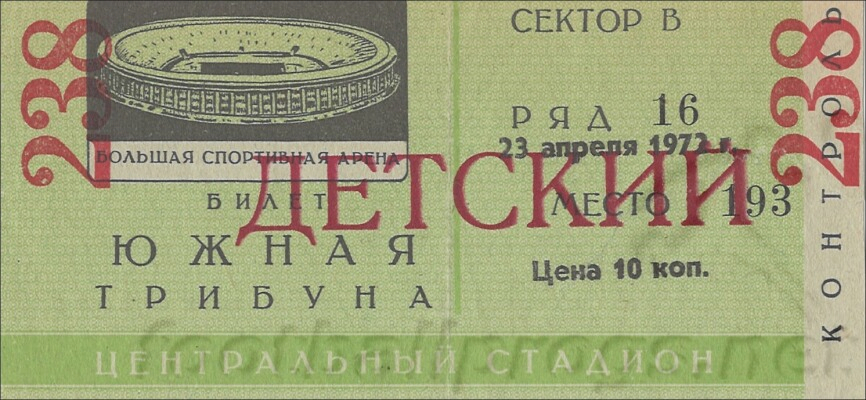 238
СЕКТОР В
РЯД 16
23 апреля 1972 г.
МЕСТО 193
Цена 10 коп.
БОЛЬШАЯ СПОРТИВНАЯ АРЕНА
БИЛЕТ
ДЕТСКИЙ
ЮЖНАЯ
ТРИБУНА
ЦЕНТРАЛЬНЫЙ СТАДИОН
238
КОНТРОЛЬ